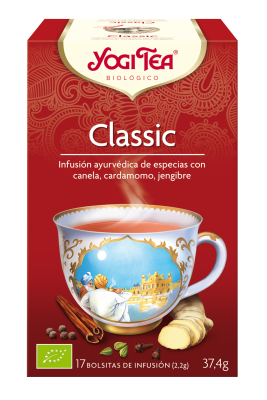 YOGI TEA
BIOLÓGICO
Classic
Infusión ayurvédica de especias con
canela, cardamomo, jengibre
17 BOLSITAS DE INFUSIÓN (2,2g) 37,4g